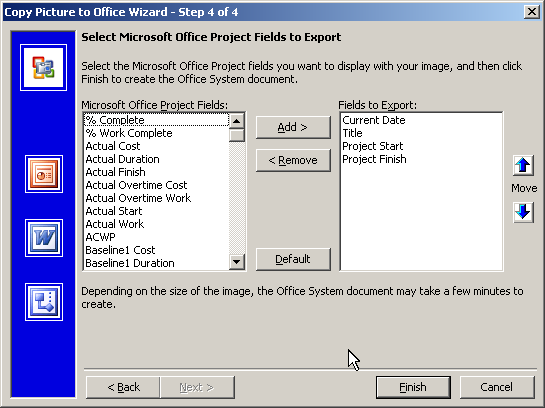 Copy Picture to Office Wizard - Step 4 of 4
Select Microsoft Office Project Fields to Export
Select the Microsoft Office Project fields you want to display with your image, and then click
Finish to create the Office System document.
Microsoft Office Project Fields:
% Complete
% Work Complete
Actual Cost
Actual Duration
Actual Finish
Actual Overtime Cost
Actual Overtime Work
Actual Start
Actual Work
ACWP
Baseline1 Cost
Baseline1 Duration
Add >
< Remove
Default
Fields to Export:
Current Date
Title
Project Start
Project Finish
Move
Depending on the size of the image, the Office System document may take a few minutes to
create.
< Back
Next >
Finish
Cancel